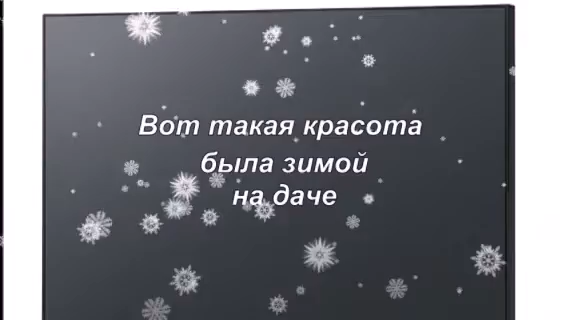 Вот такая красота
была зимой
на даче